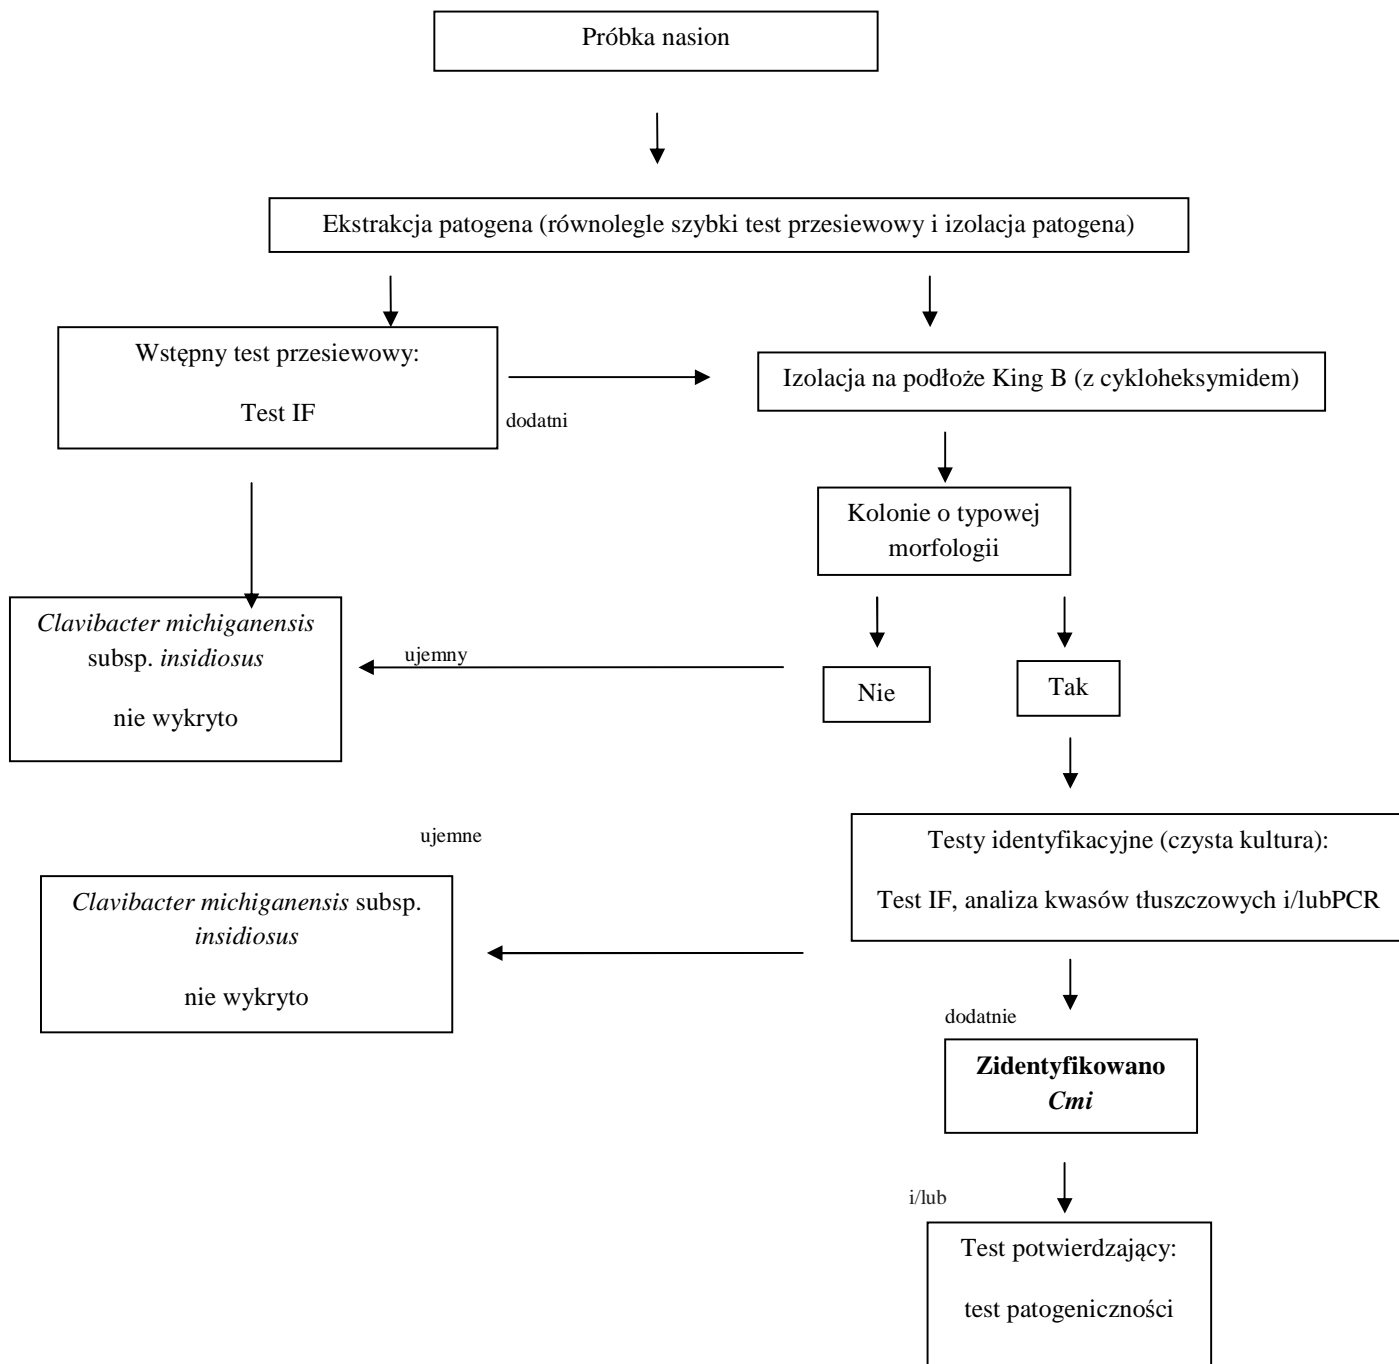 Próbka nasion
Ekstrakcja patogena (równolegle szybki test przesiewowy i izolacja patogena)
Wstępny test przesiewowy:
Test IF
dodatni
Izolacja na podłoże King B (z cykloheksymidem)
Kolonie o typowej
morfologii
Clavibacter michiganensis
subsp. insidiosus
nie wykryto
ujemny
Nie
Tak
Testy identyfikacyjne (czysta kultura):
Test IF, analiza kwasów tłuszczowych i/lubPCR
ujemne
Clavibacter michiganensis subsp.
insidiosus
nie wykryto
dodatnie
Zidentyfikowano
Cmi
i/lub
Test potwierdzający:
test patogeniczności